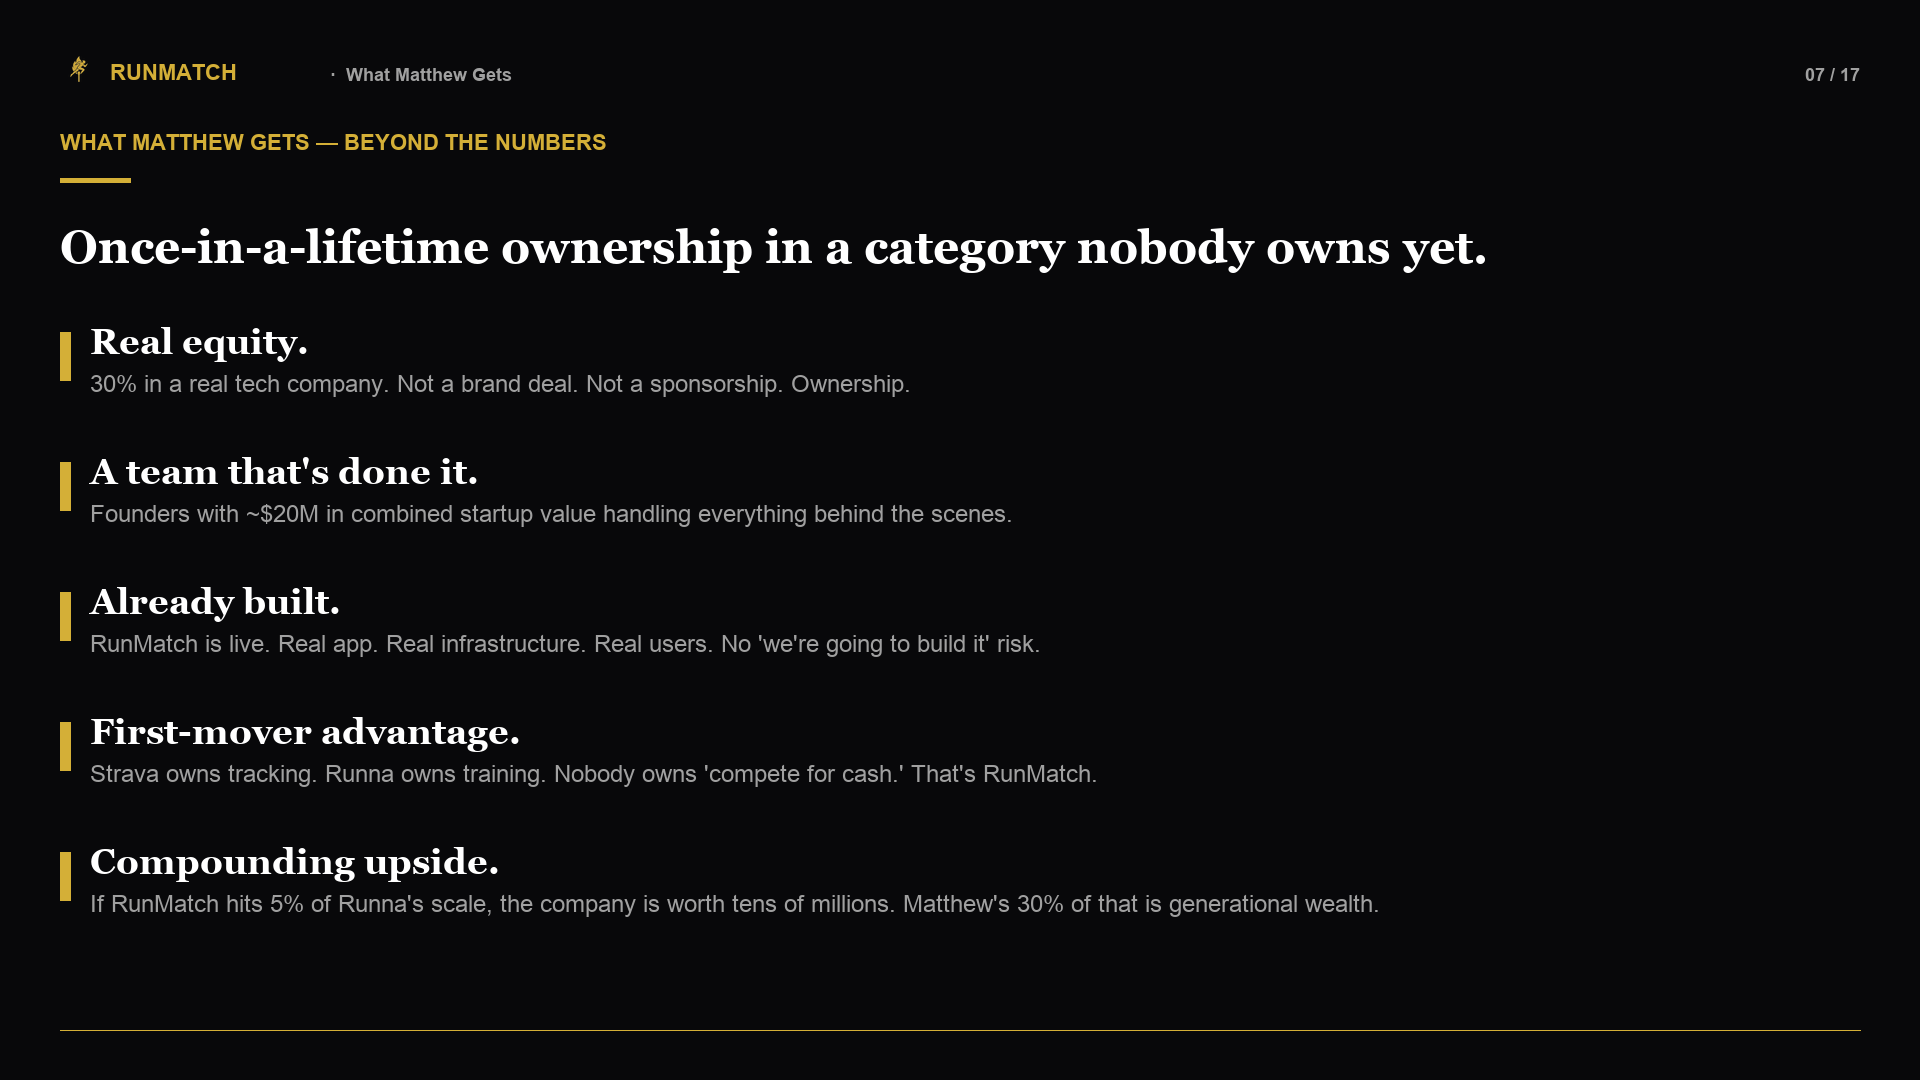 RUNMATCH
· What Matthew Gets
07 / 17
WHAT MATTHEW GETS — BEYOND THE NUMBERS
Once-in-a-lifetime ownership in a category nobody owns yet.
Real equity.
30% in a real tech company. Not a brand deal. Not a sponsorship. Ownership.
A team that's done it.
Founders with ~$20M in combined startup value handling everything behind the scenes.
Already built.
RunMatch is live. Real app. Real infrastructure. Real users. No 'we're going to build it' risk.
First-mover advantage.
Strava owns tracking. Runna owns training. Nobody owns 'compete for cash.' That's RunMatch.
Compounding upside.
If RunMatch hits 5% of Runna's scale, the company is worth tens of millions. Matthew's 30% of that is generational wealth.